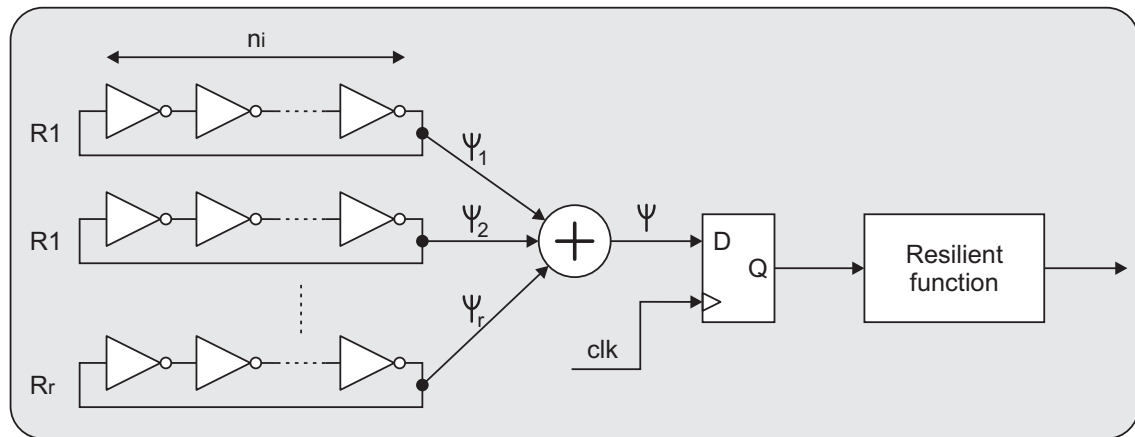 ni
R1
Ψ1
R1
Ψ2
Ψ
D
Q
Resilient
function
Ψr
clk
Rr